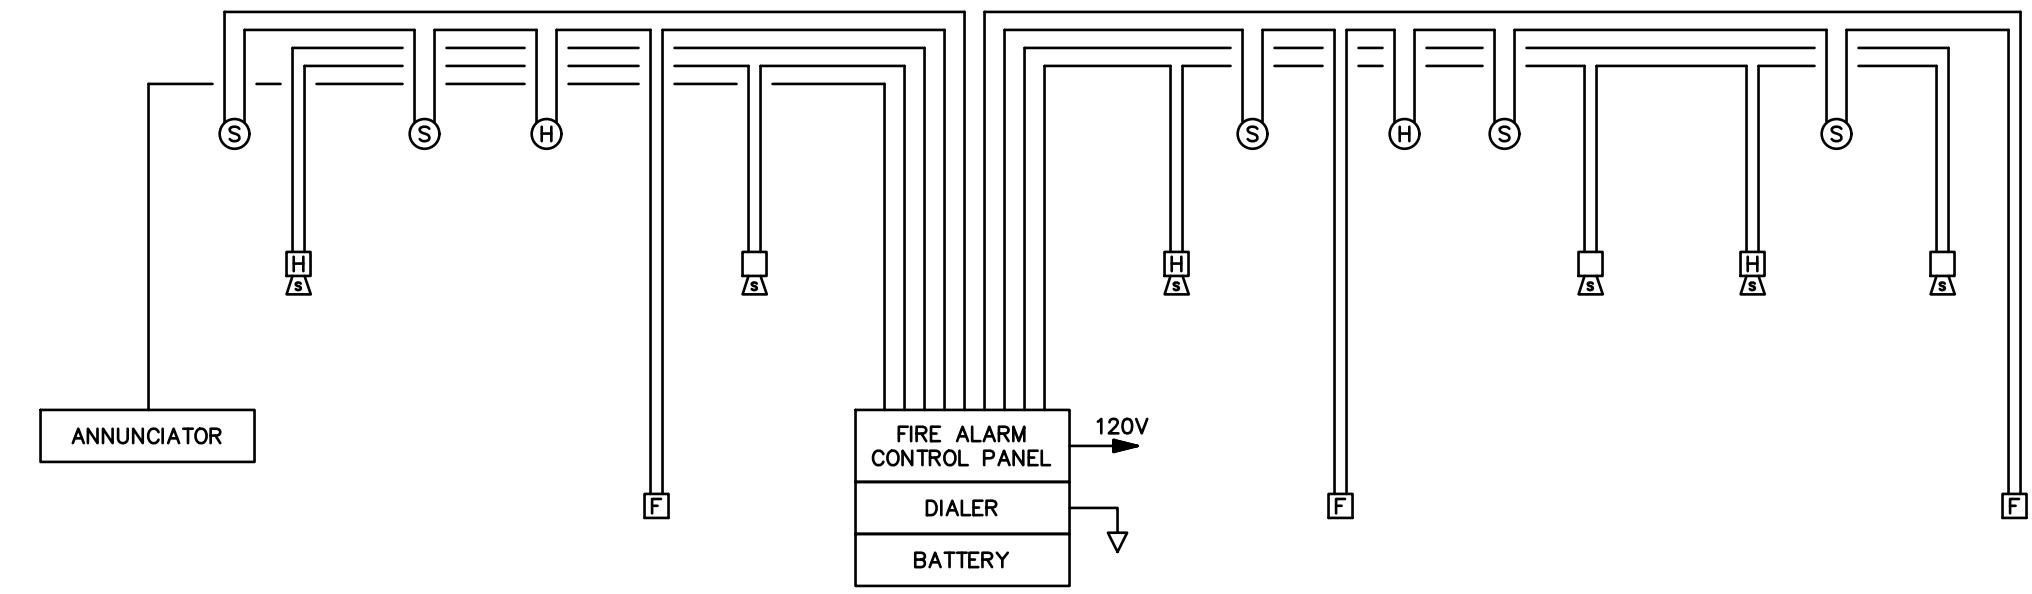 S S H S H S S
H
s
s
H
s
s
H
s
s
120V
ANNUNCIATOR
FIRE ALARM
CONTROL PANEL
DIALER
BATTERY
F F F